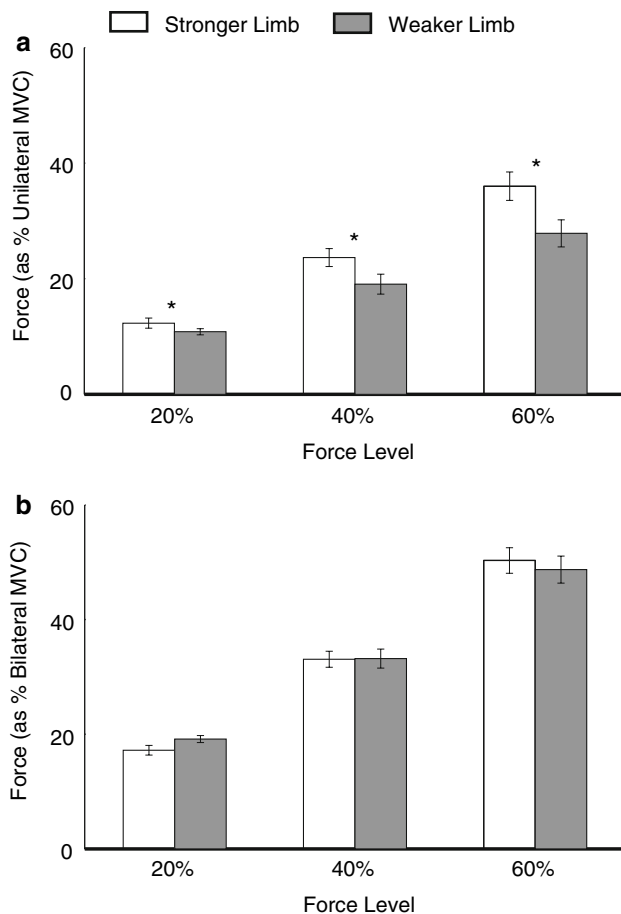 Stronger Limb Weaker Limb
a
Force (as % Unilateral MVC)
60
40
20
0
*
*
*
20% 40% 60%
Force Level
b
Force (as % Bilateral MVC)
60
40
20
0
20% 40% 60%
Force Level